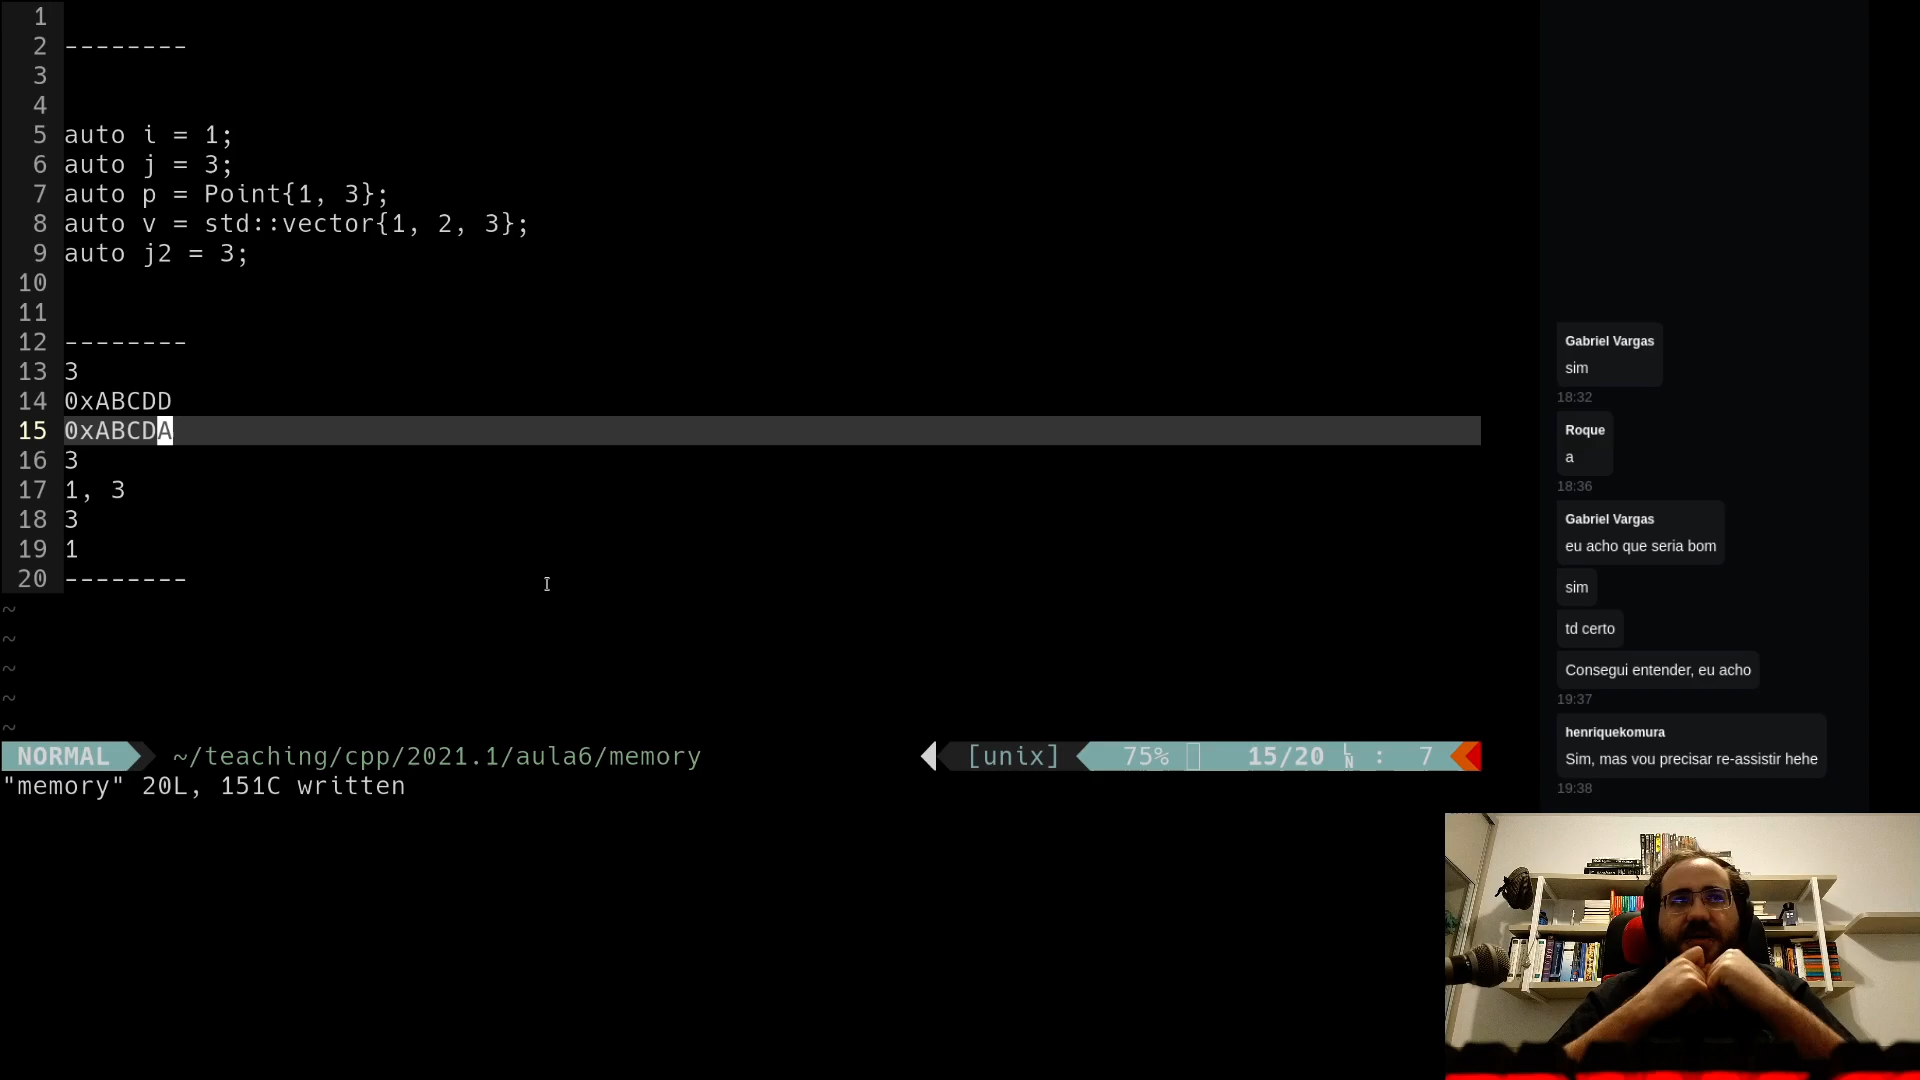 1
2 --------
3
4
5 auto i = 1;
6 auto j = 3;
7 auto p = Point{1, 3};
8 auto v = std::vector{1, 2, 3};
9 auto j2 = 3;
10
11
12 --------
13 3
14 0xABCDD
15 0xABCDA
16 3
17 1, 3
18 3
19 1
20 --------
~
~
~
~
~
NORMAL ~/teaching/cpp/2021.1/aula6/memory [unix] 75% 15/20 LN : 7
"memory" 20L, 151C written
Gabriel Vargas
sim
18:32
Roque
a
18:36
Gabriel Vargas
eu acho que seria bom
sim
td certo
Consegui entender, eu acho
19:37
henriquekomura
Sim, mas vou precisar re-assistir hehe
19:38